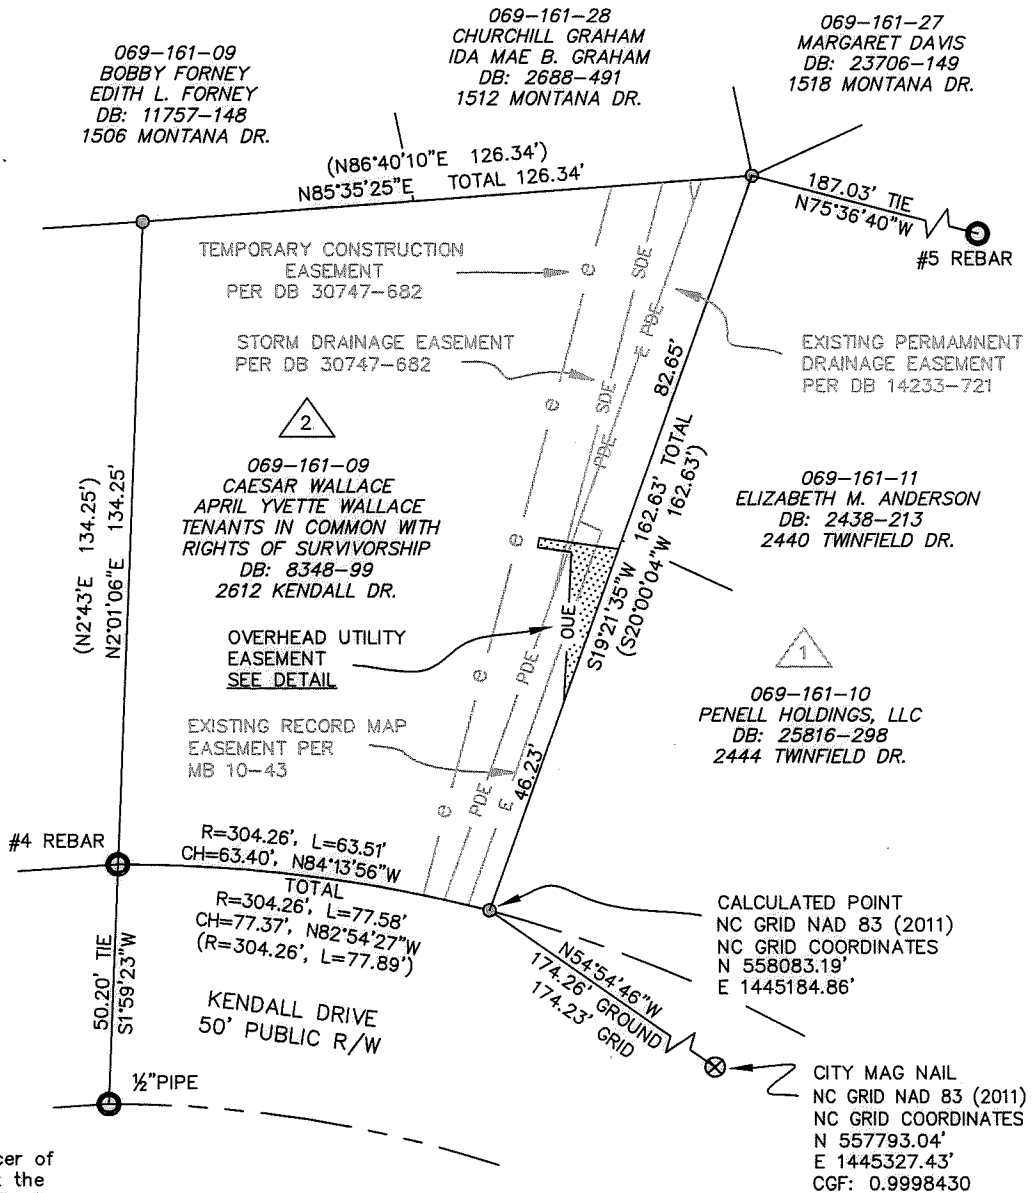 069-161-09
BOBBY FORNEY
EDITH L. FORNEY
DB: 11757-148
1506 MONTANA DR.
069-161-28
CHURCHILL GRAHAM
IDA MAE B. GRAHAM
DB: 2688-491
1512 MONTANA DR.
069-161-27
MARGARET DAVIS
DB: 23706-149
1518 MONTANA DR.
(N86°40'10"E 126.34')
N85°35'25"E TOTAL 126.34'
187.03' TIE
N75°36'40"W
#5 REBAR
TEMPORARY CONSTRUCTION
EASEMENT
PER DB 30747-682
STORM DRAINAGE EASEMENT
PER DB 30747-682
EXISTING PERMAMNENT
DRAINAGE EASEMENT
PER DB 14233-721
e
SDE
E
PDE
82.65'
e
SDE
PDE
2
069-161-09
CAESAR WALLACE
APRIL YVETTE WALLACE
TENANTS IN COMMON WITH
RIGHTS OF SURVIVORSHIP
DB: 8348-99
2612 KENDALL DR.
069-161-11
ELIZABETH M. ANDERSON
DB: 2438-213
2440 TWINFIELD DR.
(N2°43'E 134.25')
N2°01'06"E 134.25'
S19°21'35"W 162.63' TOTAL
(S20°00'04"W 162.63')
e
OUE
OVERHEAD UTILITY
EASEMENT
SEE DETAIL
1
069-161-10
PENELL HOLDINGS, LLC
DB: 25816-298
2444 TWINFIELD DR.
e
PDE
EXISTING RECORD MAP
EASEMENT PER
MB 10-43
46.23'
e
PDE
E
#4 REBAR
R=304.26', L=63.51'
CH=63.40', N84°13'56"W
TOTAL
R=304.26', L=77.58'
CH=77.37', N82°54'27"W
(R=304.26', L=77.89')
CALCULATED POINT
NC GRID NAD 83 (2011)
NC GRID COORDINATES
N 558083.19'
E 1445184.86'
50.20' TIE
S1°59'23"W
KENDALL DRIVE
50' PUBLIC R/W
N54°54'46"W
174.26' GROUND
174.23' GRID
½"PIPE
CITY MAG NAIL
NC GRID NAD 83 (2011)
NC GRID COORDINATES
N 557793.04'
E 1445327.43'
CGF: 0.9998430
cer of
the